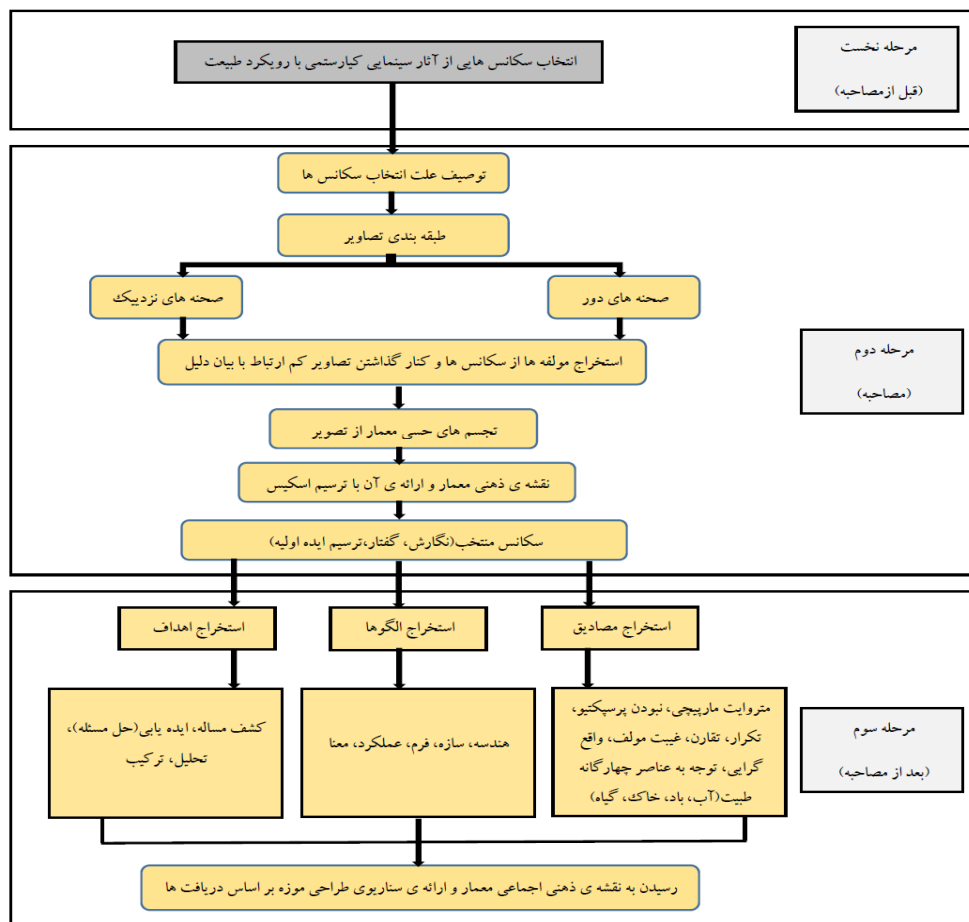 مرحله نخست
(قبل ازمصاحبه)
انتخاب سکانس هایی از آثار سینمایی کیارستمی با رویکرد طبیعت
مرحله دوم
(مصاحبه)
توصیف علت انتخاب سکانس ها
طبقه بندی تصاویر
صحنه های دور
صحنه های نزدییک
استخراج مولفه ها از سکانس ها و کنار گذاشتن تصاویر کم ارتباط با بیان دلیل
تجسم های حسی معمار از تصویر
نقشه ی ذهنی معمار و ارائه ی آن با ترسیم اسکیس
سکانس منتخب(نگارش، گفتار،ترسیم ایده اولیه)
مرحله سوم
(بعد از مصاحبه)
استخراج مصادیق
استخراج الگوها
استخراج اهداف
متروایت مارپیچی، نبودن پرسپکتیو،
تکرار، تقارن، غیبت مولف، واقع
گرایی، توجه به عناصر چهارگانه
طبیت(آب، باد، خاک، گیاه)
هندسه، سازه، فرم، عملکرد، معنا
کشف مساله، ایده یابی(حل مسئله)،
تحلیل، ترکیب
رسیدن به نقشه ی ذهنی اجماعی معمار و ارائه ی سناریوی طراحی موزه بر اساس دریافت ها